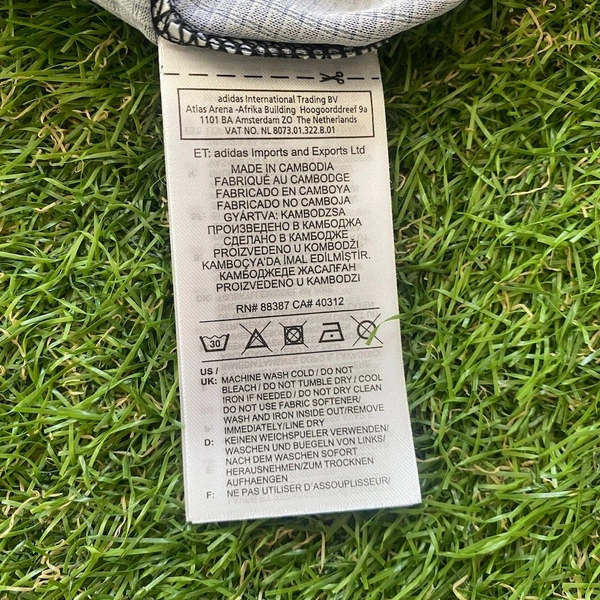 adidas International Trading BV
Atlas Arena -Afrika Building Hoogoorddreef 9a
1101 BA Amsterdam ZO The Netherlands
VAT NO. NL 8073.01.322.B.01
ET: adidas Imports and Exports Ltd
MADE IN CAMBODIA
FABRIQUÉ AU CAMBODGE
FABRICADO EN CAMBOYA
FABRICADO NO CAMBOJA
GYÁRTVA: KAMBODZSA
ПРОИЗВЕДЕНО В КАМБОДЖА
СДЕЛАНО В КАМБОДЖЕ
PROIZVEDENO U KOMBODŽI
KAMBOÇYA'DA İMAL EDİLMİŞTİR.
КАМБОДЖЕДЕ ЖАСАЛҒАН
PROIZVEDENO U KAMBODZI
RN# 88387 CA# 40312
30
US /
UK: MACHINE WASH COLD / DO NOT
BLEACH / DO NOT TUMBLE DRY / COOL
IRON IF NEEDED / DO NOT DRY CLEAN
DO NOT USE FABRIC SOFTENER/
WASH AND IRON INSIDE OUT/REMOVE
IMMEDIATELY/LINE DRY
D: KEINEN WEICHSPUELER VERWENDEN/
WASCHEN UND BUEGELN VON LINKS/
NACH DEM WASCHEN SOFORT
HERAUSNEHMEN/ZUM TROCKNEN
AUFHAENGEN
F: NE PAS UTILISER D'ASSOUPLISSEUR/